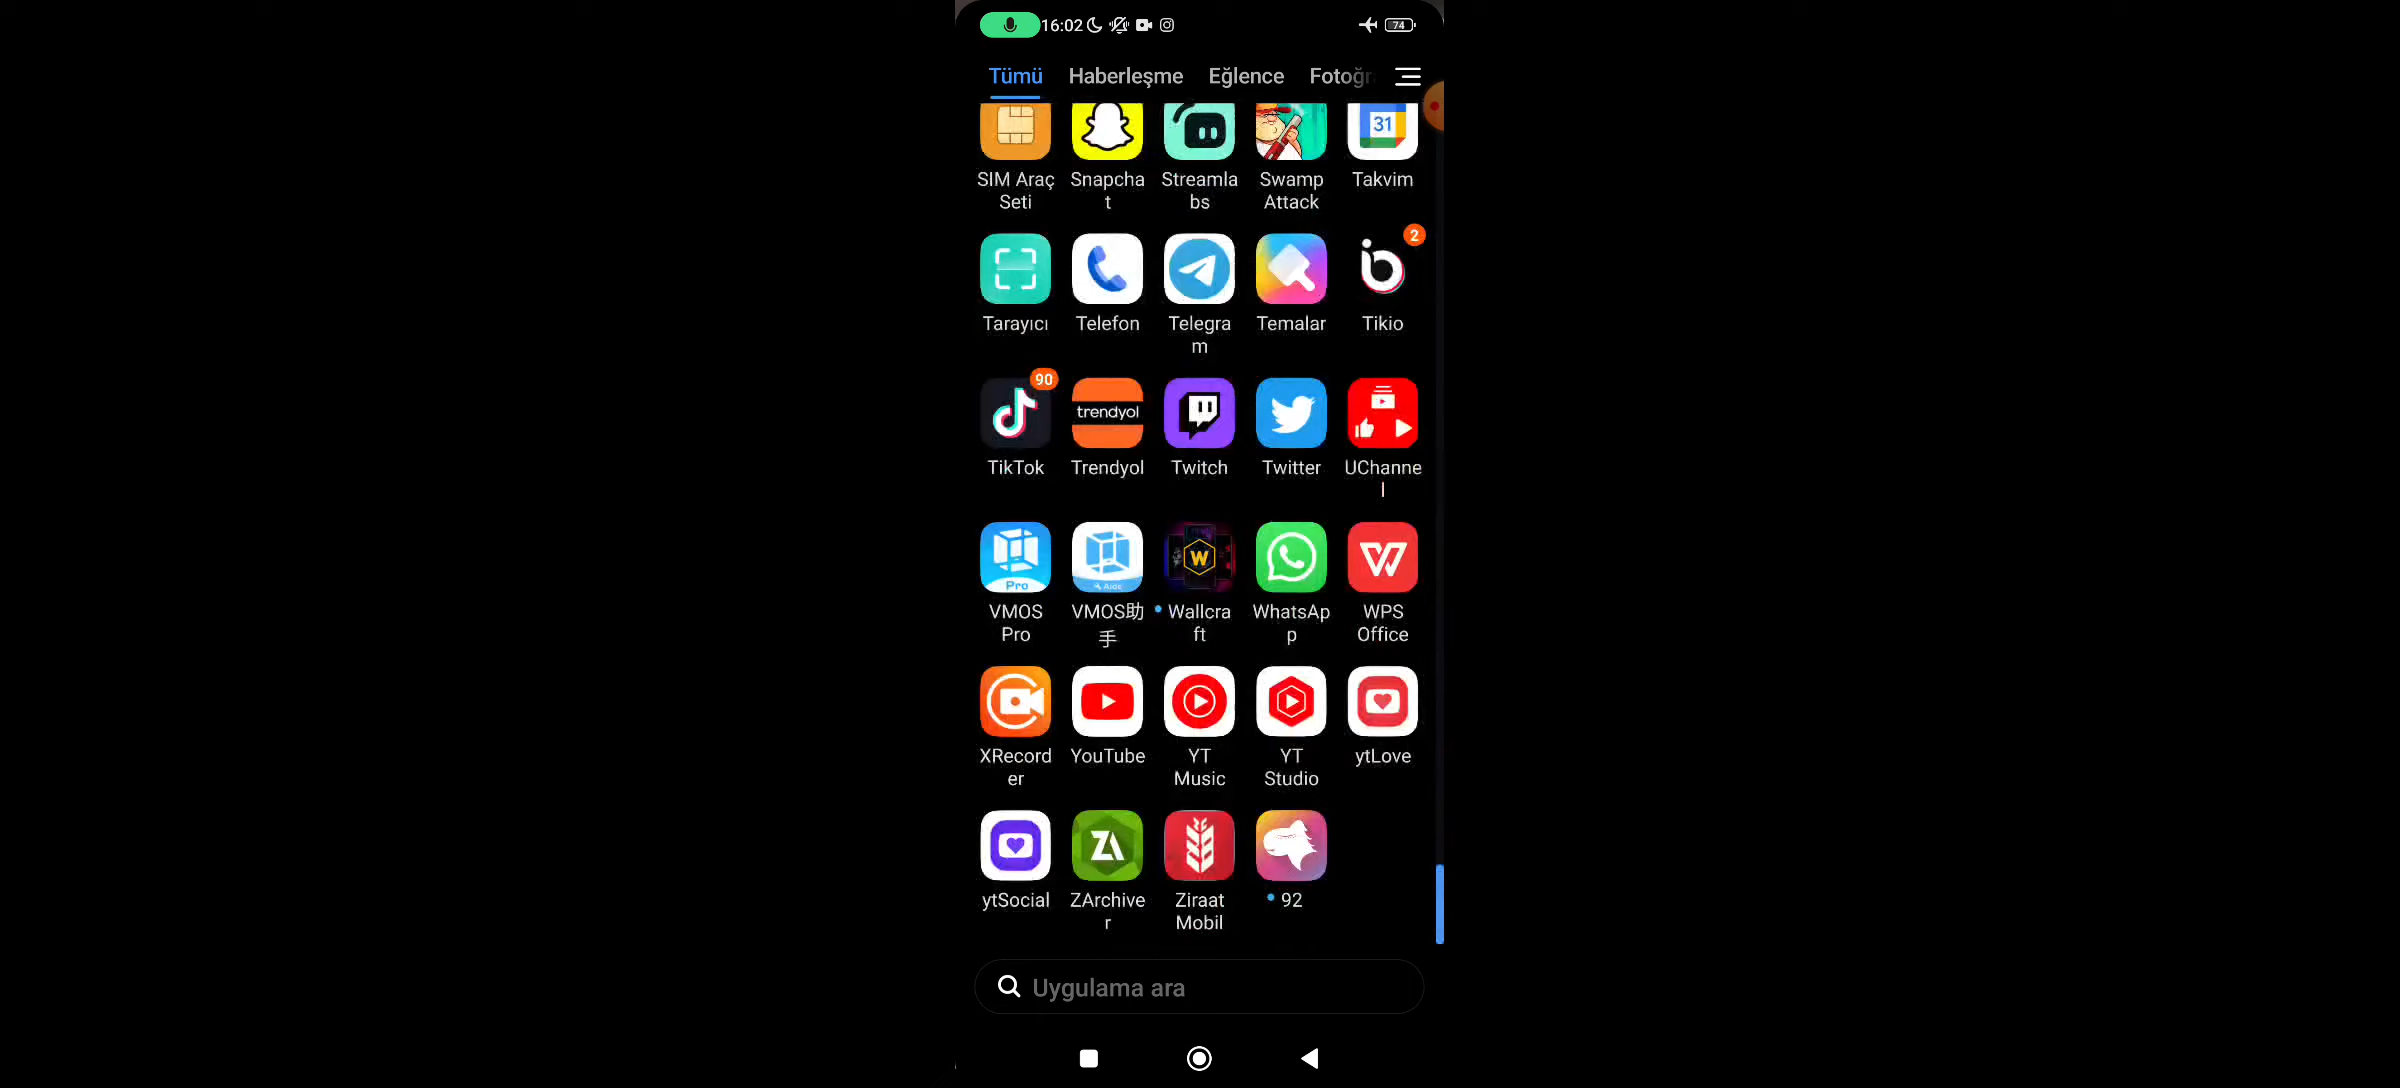 16:02 74
Tümü Haberleşme Eğlence Fotoğr
31
SIM Araç Snapcha Streamla Swamp Takvim
Seti t bs Attack
2
Tarayıcı Telefon Telegra Temalar Tikio
m
90
trendyol
TikTok Trendyol Twitch Twitter UChanne
l
Pro Aide W
VMOS VMOS助 Wallcra WhatsAp WPS
Pro 手 ft p Office
XRecord YouTube YT YT ytLove
er Music Studio
ZA
ytSocial ZArchive Ziraat 92
r Mobil
Uygulama ara